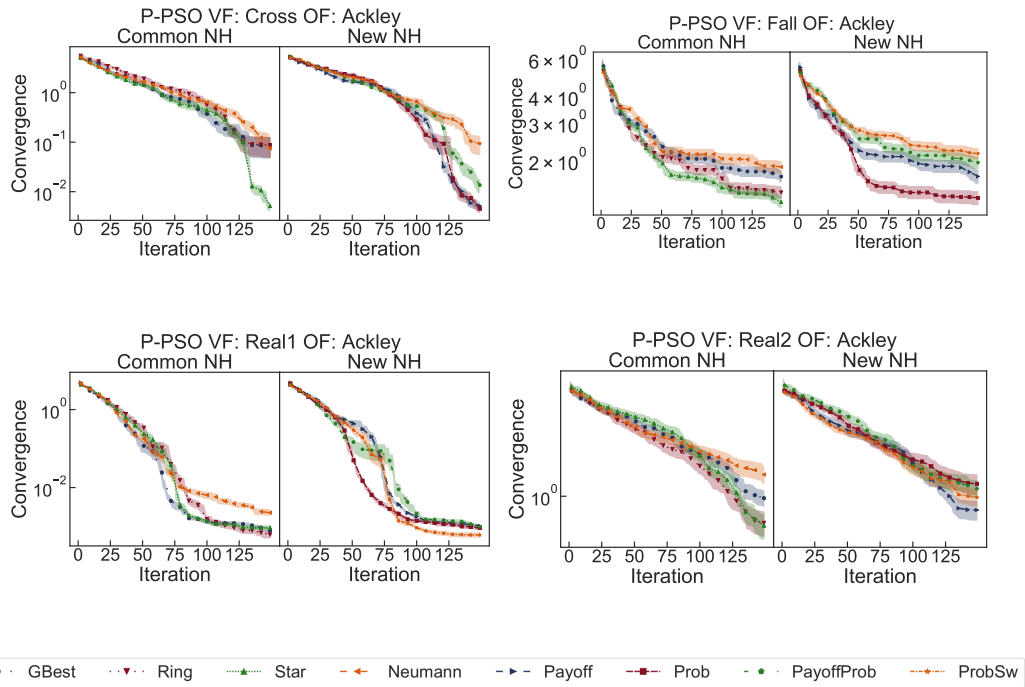 P-PSO VF: Cross OF: Ackley
Common NH New NH
Convergence
10^0
10^-1
10^-2
0 25 50 75 100 125 0 25 50 75 100 125
Iteration Iteration
P-PSO VF: Fall OF: Ackley
Common NH New NH
Convergence
6 × 10^0
4 × 10^0
3 × 10^0
2 × 10^0
0 25 50 75 100 125 0 25 50 75 100 125
Iteration Iteration
P-PSO VF: Real1 OF: Ackley
Common NH New NH
Convergence
10^0
10^-2
0 25 50 75 100 125 0 25 50 75 100 125
Iteration Iteration
P-PSO VF: Real2 OF: Ackley
Common NH New NH
Convergence
10^0
0 25 50 75 100 125 0 25 50 75 100 125
Iteration Iteration
GBest Ring Star Neumann Payoff Prob PayoffProb ProbSw